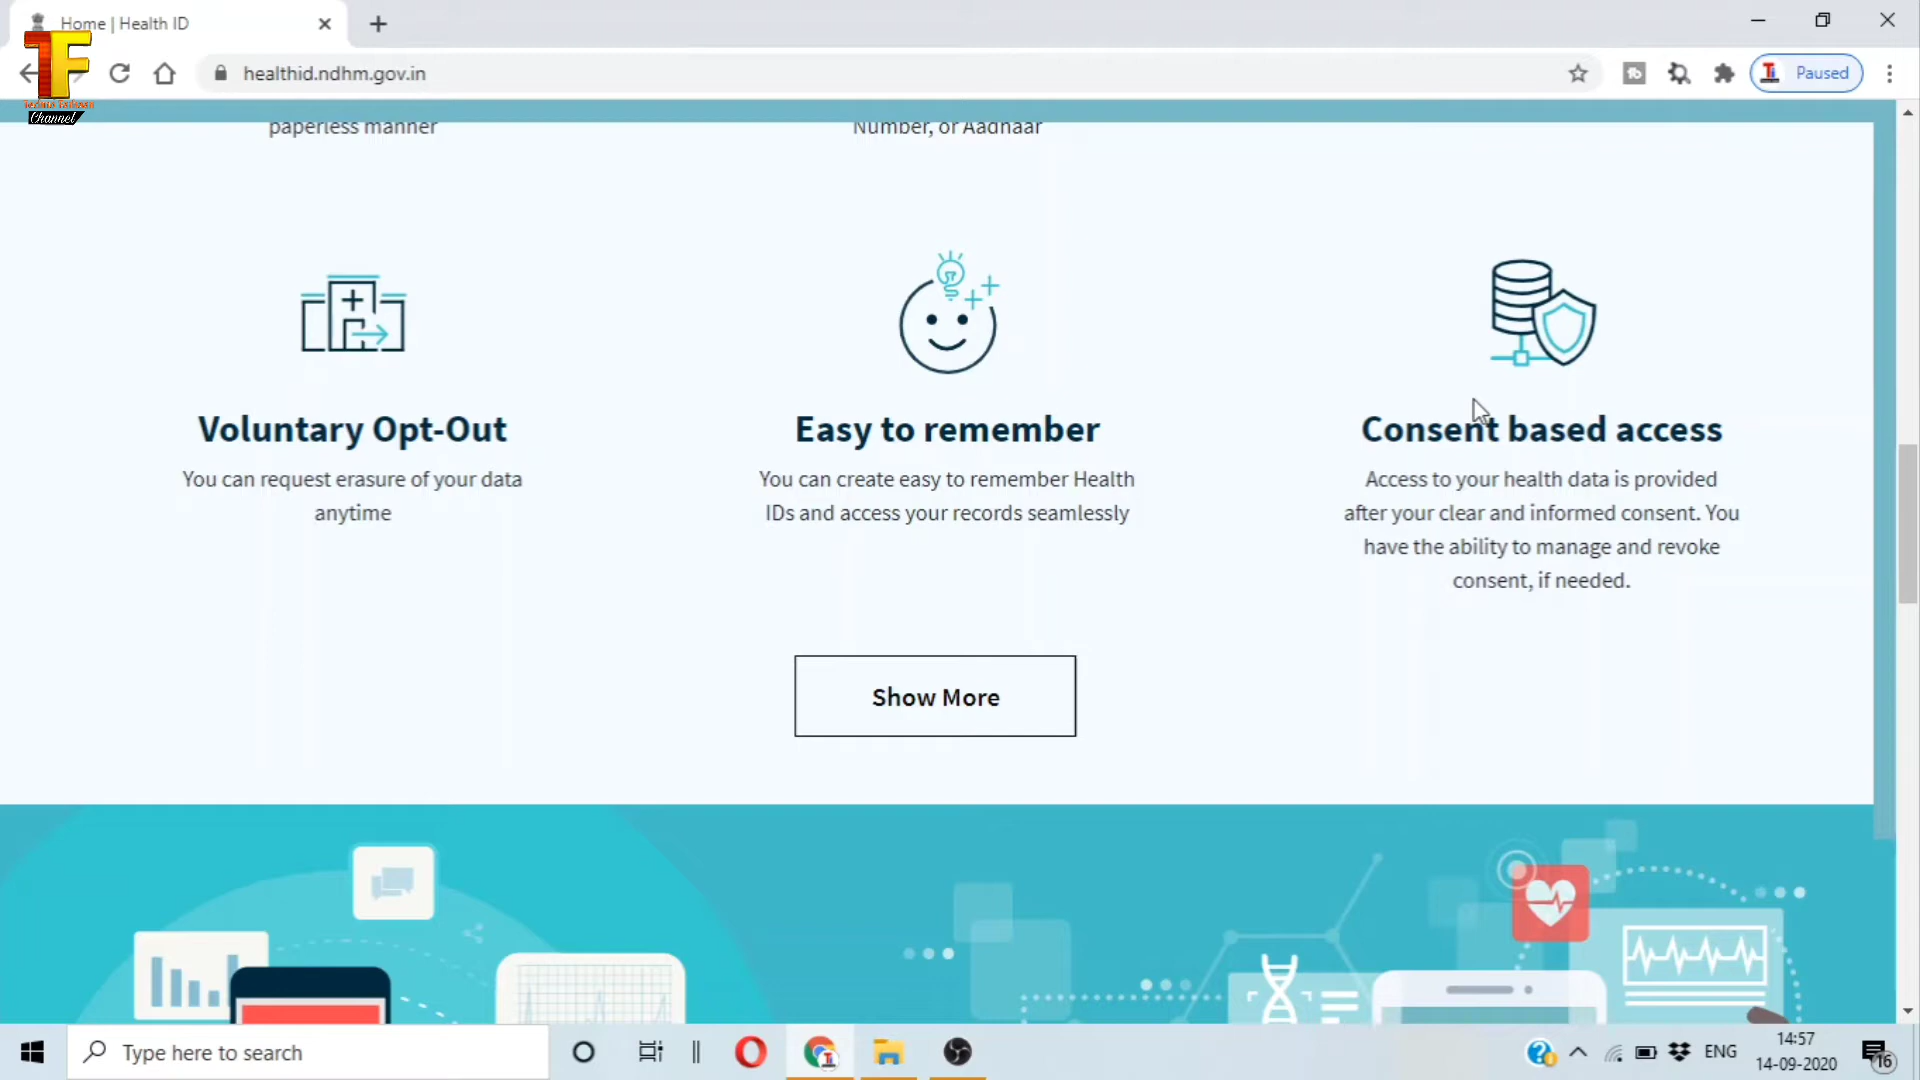 Home | Health ID
TF
Channel
healthid.ndhm.gov.in
Paused
paperless manner
Number, or Aadhaar
Voluntary Opt-Out
You can request erasure of your data
anytime
Easy to remember
You can create easy to remember Health
IDs and access your records seamlessly
Consent based access
Access to your health data is provided
after your clear and informed consent. You
have the ability to manage and revoke
consent, if needed.
Show More
Type here to search
ENG
14:57
14-09-2020
16